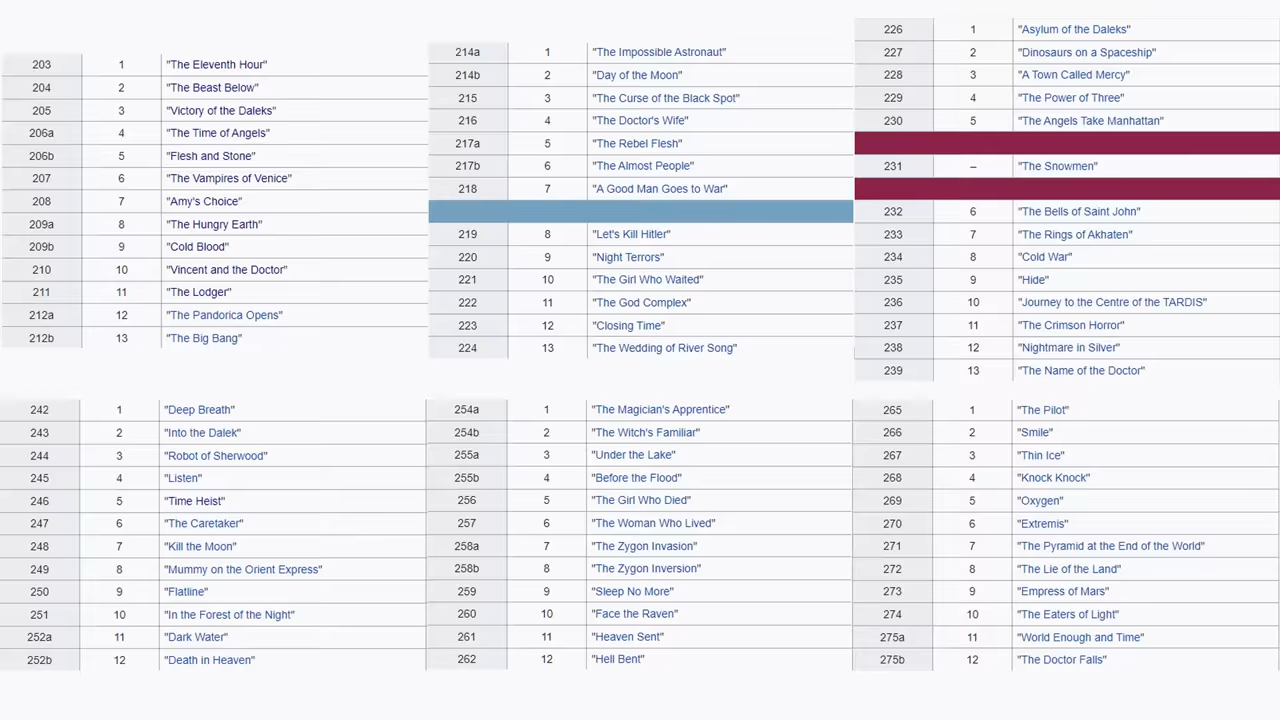 203 1 "The Eleventh Hour"
204 2 "The Beast Below"
205 3 "Victory of the Daleks"
206a 4 "The Time of Angels"
206b 5 "Flesh and Stone"
207 6 "The Vampires of Venice"
208 7 "Amy's Choice"
209a 8 "The Hungry Earth"
209b 9 "Cold Blood"
210 10 "Vincent and the Doctor"
211 11 "The Lodger"
212a 12 "The Pandorica Opens"
212b 13 "The Big Bang"
214a 1 "The Impossible Astronaut"
214b 2 "Day of the Moon"
215 3 "The Curse of the Black Spot"
216 4 "The Doctor's Wife"
217a 5 "The Rebel Flesh"
217b 6 "The Almost People"
218 7 "A Good Man Goes to War"
219 8 "Let's Kill Hitler"
220 9 "Night Terrors"
221 10 "The Girl Who Waited"
222 11 "The God Complex"
223 12 "Closing Time"
224 13 "The Wedding of River Song"
226 1 "Asylum of the Daleks"
227 2 "Dinosaurs on a Spaceship"
228 3 "A Town Called Mercy"
229 4 "The Power of Three"
230 5 "The Angels Take Manhattan"
231 – "The Snowmen"
232 6 "The Bells of Saint John"
233 7 "The Rings of Akhaten"
234 8 "Cold War"
235 9 "Hide"
236 10 "Journey to the Centre of the TARDIS"
237 11 "The Crimson Horror"
238 12 "Nightmare in Silver"
239 13 "The Name of the Doctor"
242 1 "Deep Breath"
243 2 "Into the Dalek"
244 3 "Robot of Sherwood"
245 4 "Listen"
246 5 "Time Heist"
247 6 "The Caretaker"
248 7 "Kill the Moon"
249 8 "Mummy on the Orient Express"
250 9 "Flatline"
251 10 "In the Forest of the Night"
252a 11 "Dark Water"
252b 12 "Death in Heaven"
254a 1 "The Magician's Apprentice"
254b 2 "The Witch's Familiar"
255a 3 "Under the Lake"
255b 4 "Before the Flood"
256 5 "The Girl Who Died"
257 6 "The Woman Who Lived"
258a 7 "The Zygon Invasion"
258b 8 "The Zygon Inversion"
259 9 "Sleep No More"
260 10 "Face the Raven"
261 11 "Heaven Sent"
262 12 "Hell Bent"
265 1 "The Pilot"
266 2 "Smile"
267 3 "Thin Ice"
268 4 "Knock Knock"
269 5 "Oxygen"
270 6 "Extremis"
271 7 "The Pyramid at the End of the World"
272 8 "The Lie of the Land"
273 9 "Empress of Mars"
274 10 "The Eaters of Light"
275a 11 "World Enough and Time"
275b 12 "The Doctor Falls"